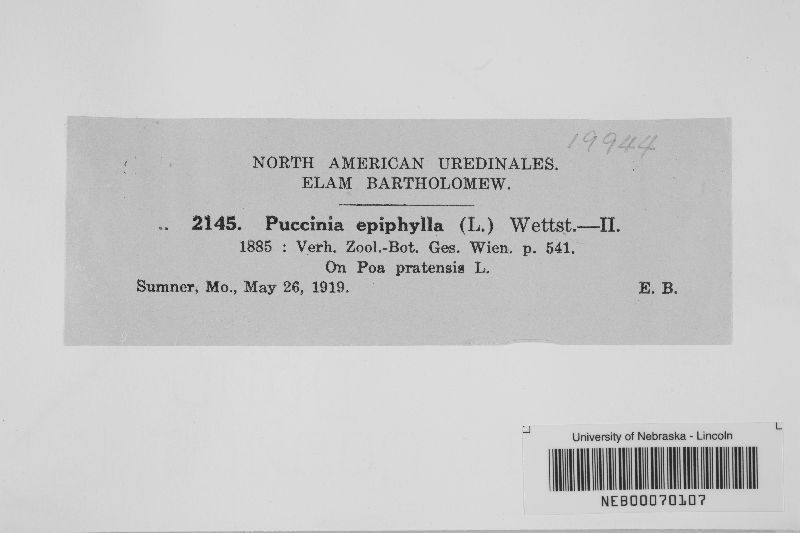 19944
NORTH AMERICAN UREDINALES.
ELAM BARTHOLOMEW.
2145. Puccinia epiphylla (L.) Wettst.—II.
1885 : Verh. Zool.-Bot. Ges. Wien. p. 541.
On Poa pratensis L.
Sumner, Mo., May 26, 1919. E. B.
University of Nebraska - Lincoln
NEB00070107